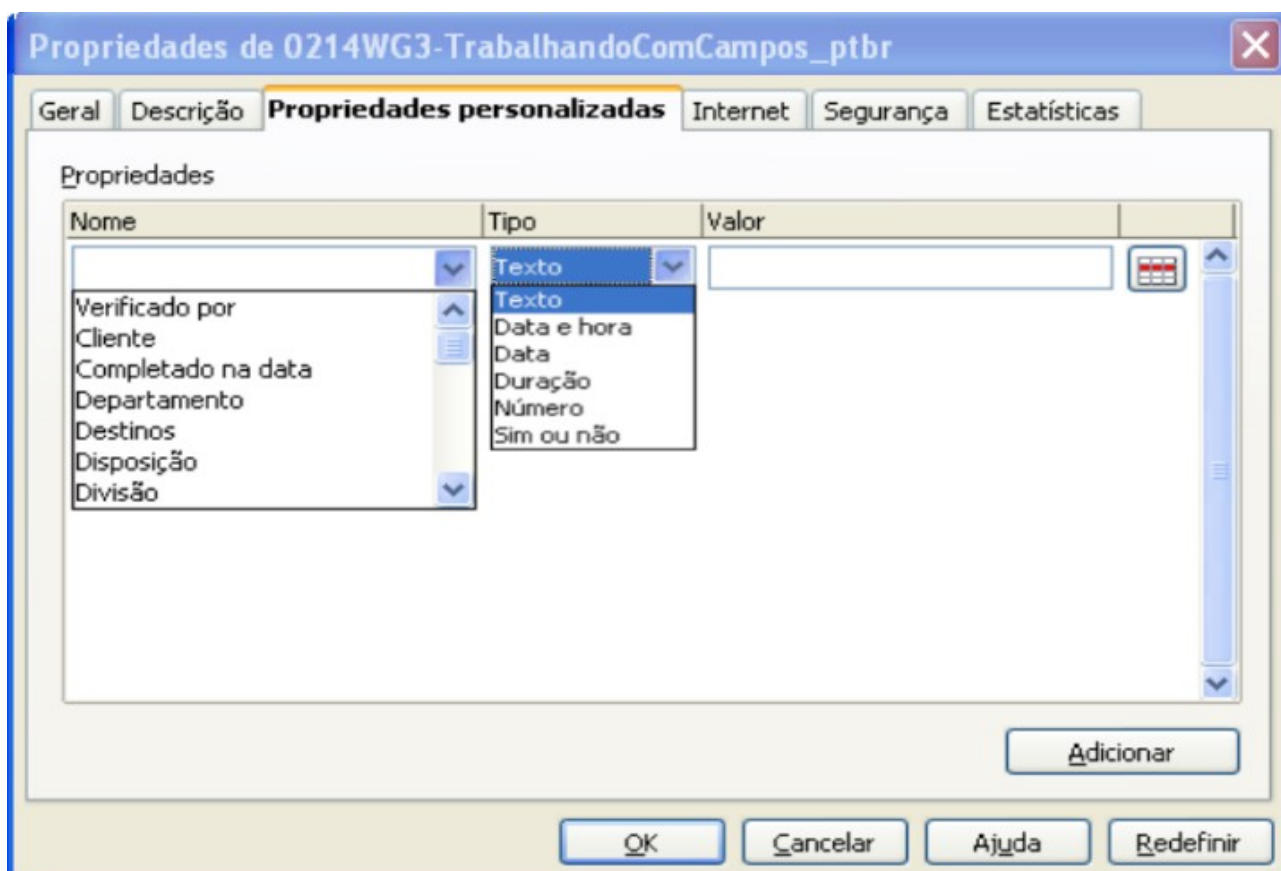 Propriedades de 0214WG3-TrabalhandoComCampos_ptbr
Geral Descrição Propriedades personalizadas Internet Segurança Estatísticas
Propriedades
Nome Tipo Valor
Texto
Verificado por
Cliente
Completado na data
Departamento
Destinos
Disposição
Divisão
Texto
Data e hora
Data
Duração
Número
Sim ou não
Adicionar
OK Cancelar Ajuda Redefinir